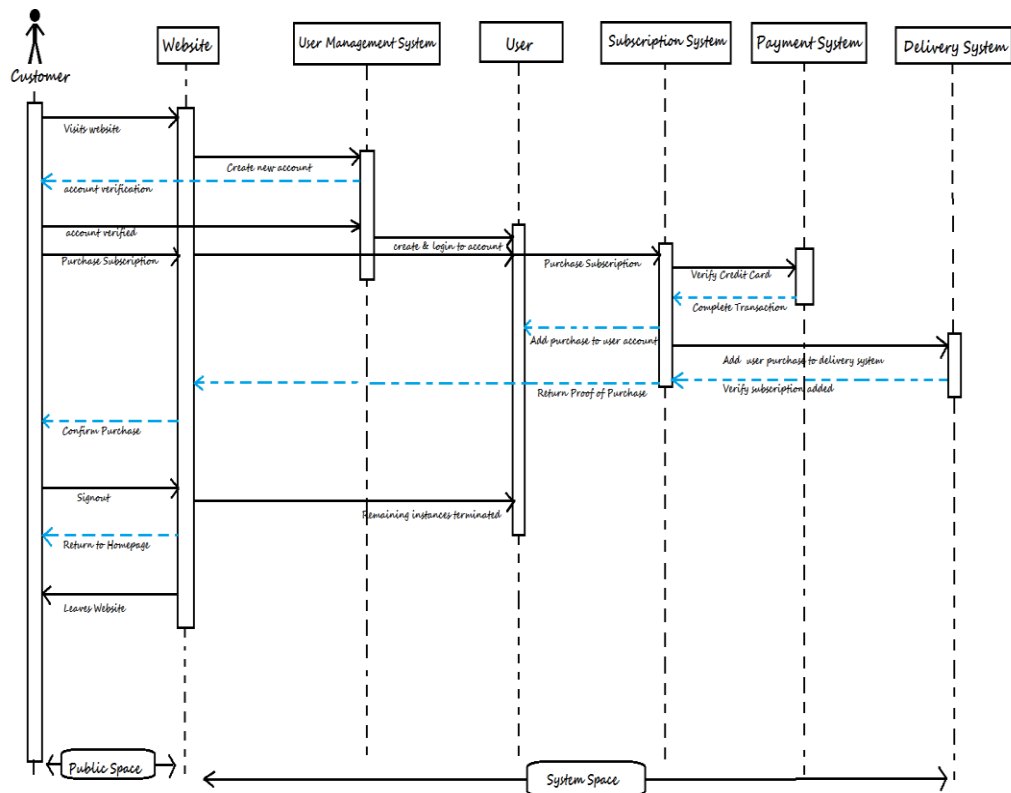 Customer
Website
User Management System
User
Subscription System
Payment System
Delivery System
Visits website
Create new account
account verification
account verified
create & login to account
Purchase Subscription
Purchase Subscription
Verify Credit Card
Complete Transaction
Add purchase to user account
Add user purchase to delivery system
Return Proof of Purchase
Verify subscription added
Confirm Purchase
Signout
Remaining instances terminated
Return to Homepage
Leaves Website
Public Space
System Space